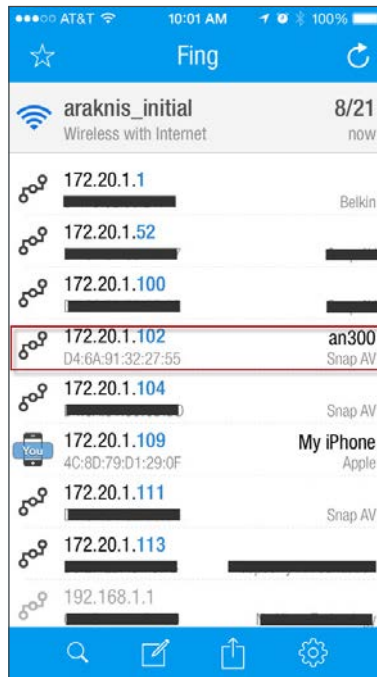 AT&T 10:01 AM 100%
Fing
araknis_initial 8/21
Wireless with Internet now
172.20.1.1
Belkin
172.20.1.52
172.20.1.100
172.20.1.102 an300
D4:6A:91:32:27:55 Snap AV
172.20.1.104
Snap AV
You 172.20.1.109 My iPhone
4C:8D:79:D1:29:0F Apple
172.20.1.111
Snap AV
172.20.1.113
192.168.1.1